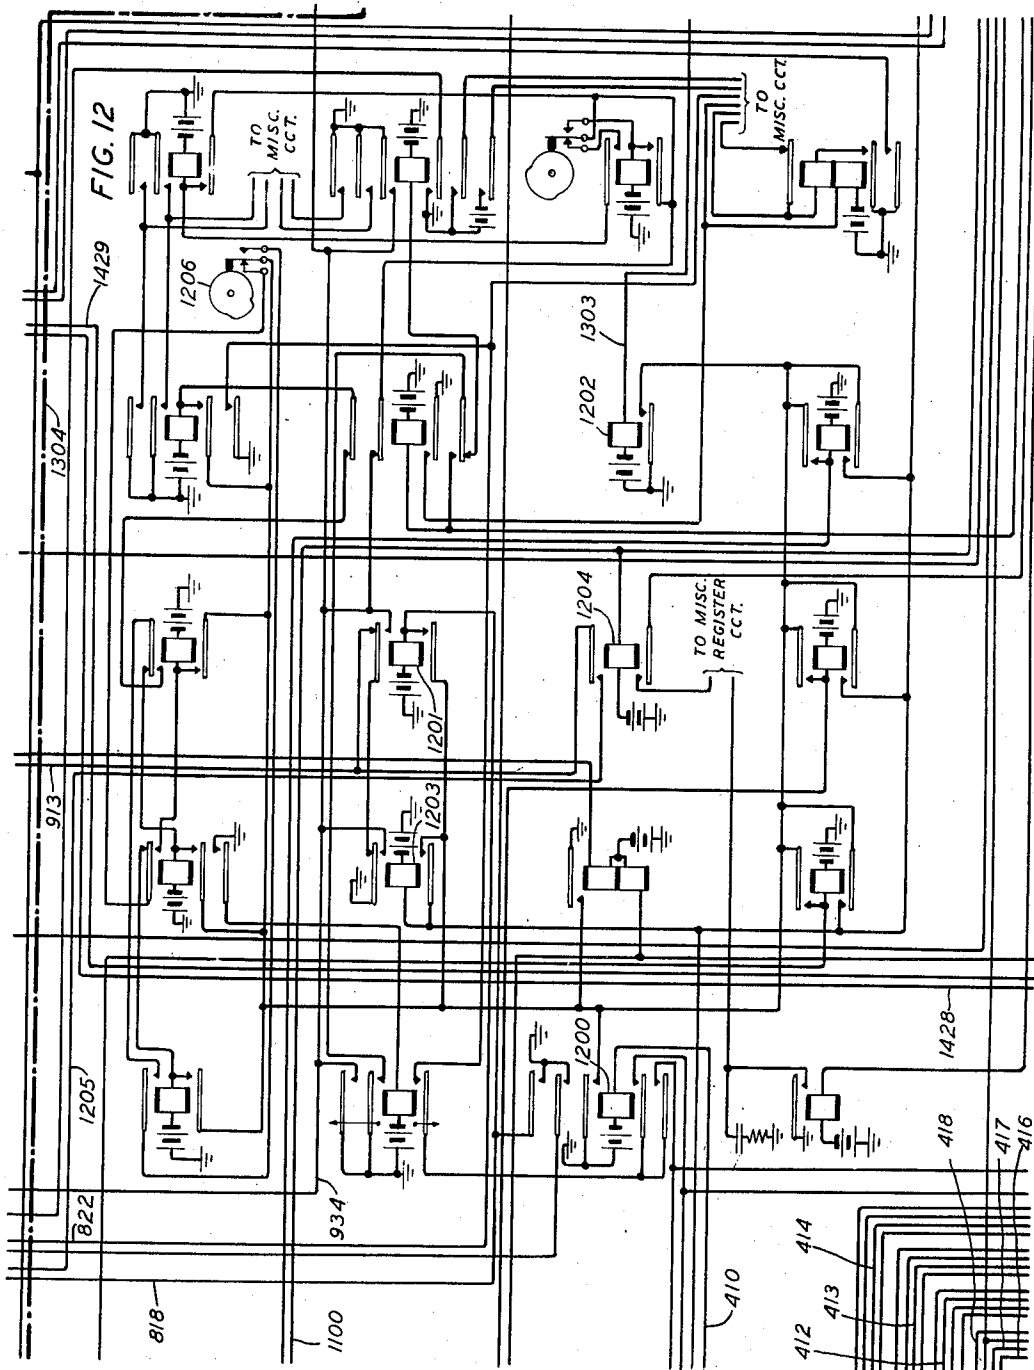 FIG. 12
1304
1429
1206
TO
MISC.
CCT.
TO
MISC. CCT.
1303
1202
913
1201
1203
1204
TO MISC.
REGISTER
CCT.
1205
822
818
934
1100
1200
1428
410
414
413
412
418
417
416